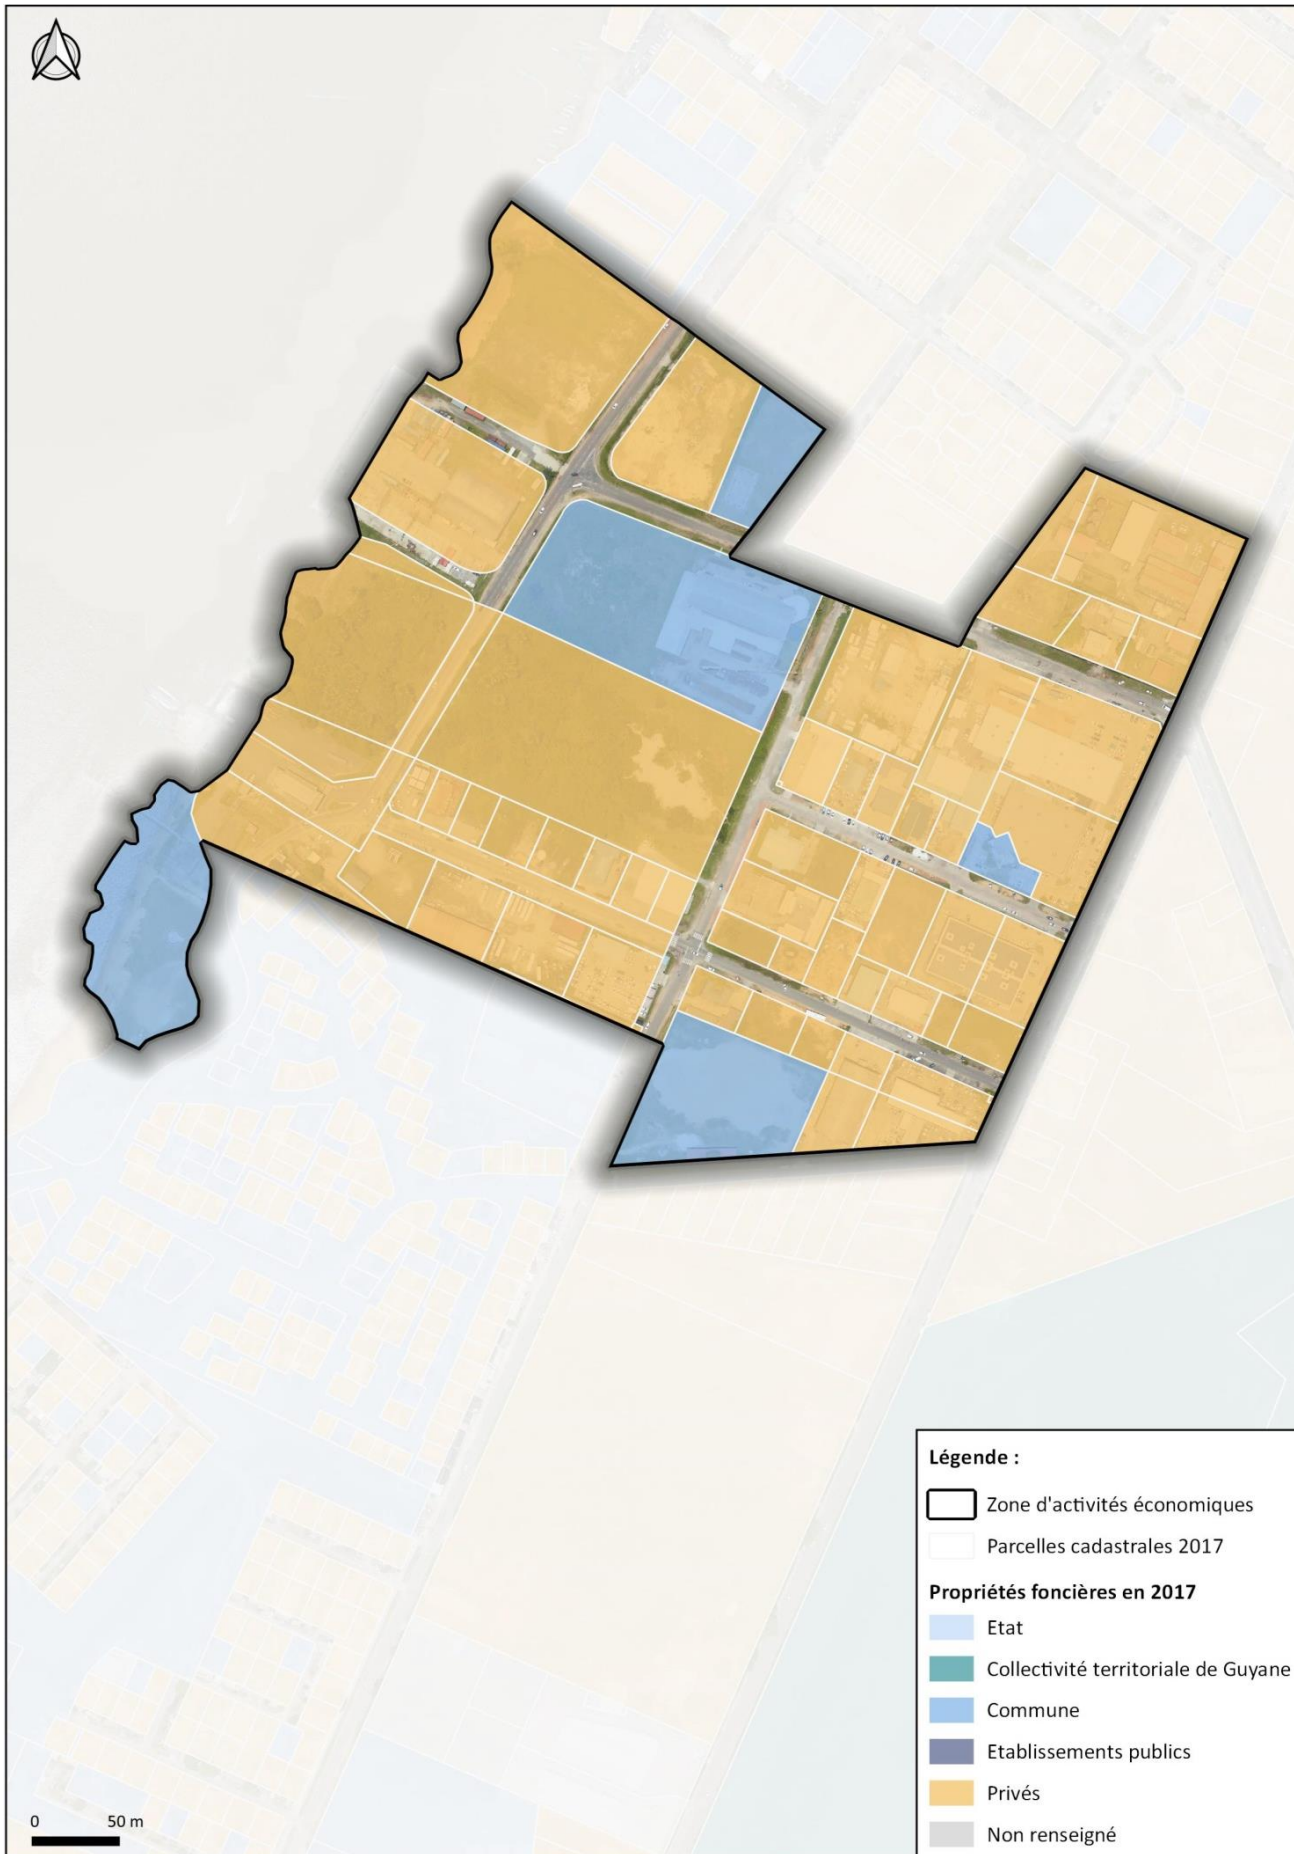 Légende :
Zone d'activités économiques
Parcelles cadastrales 2017
Propriétés foncières en 2017
Etat
Collectivité territoriale de Guyane
Commune
Etablissements publics
Privés
Non renseigné
0 50 m